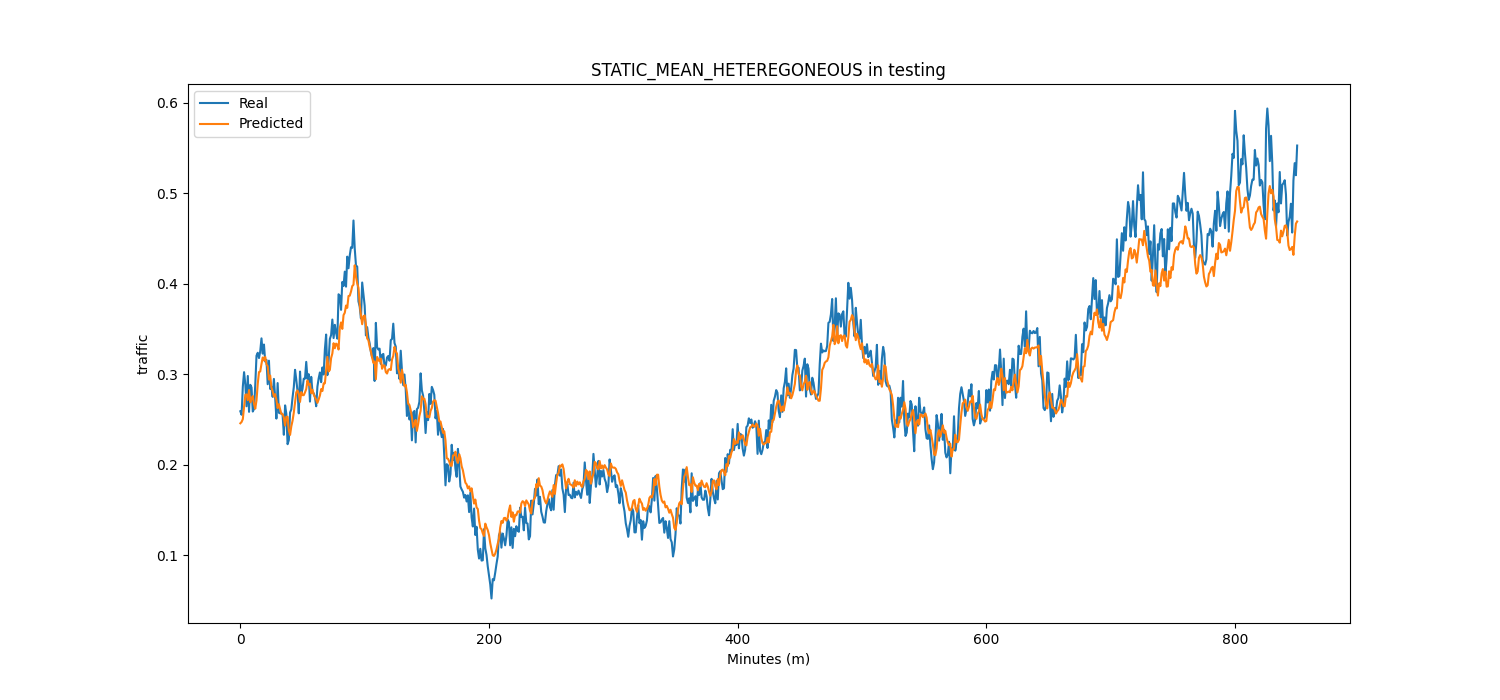 STATIC_MEAN_HETEREGONEOUS in testing
Real
Predicted
0.6
0.5
0.4
0.3
0.2
0.1
traffic
0 200 400 600 800
Minutes (m)